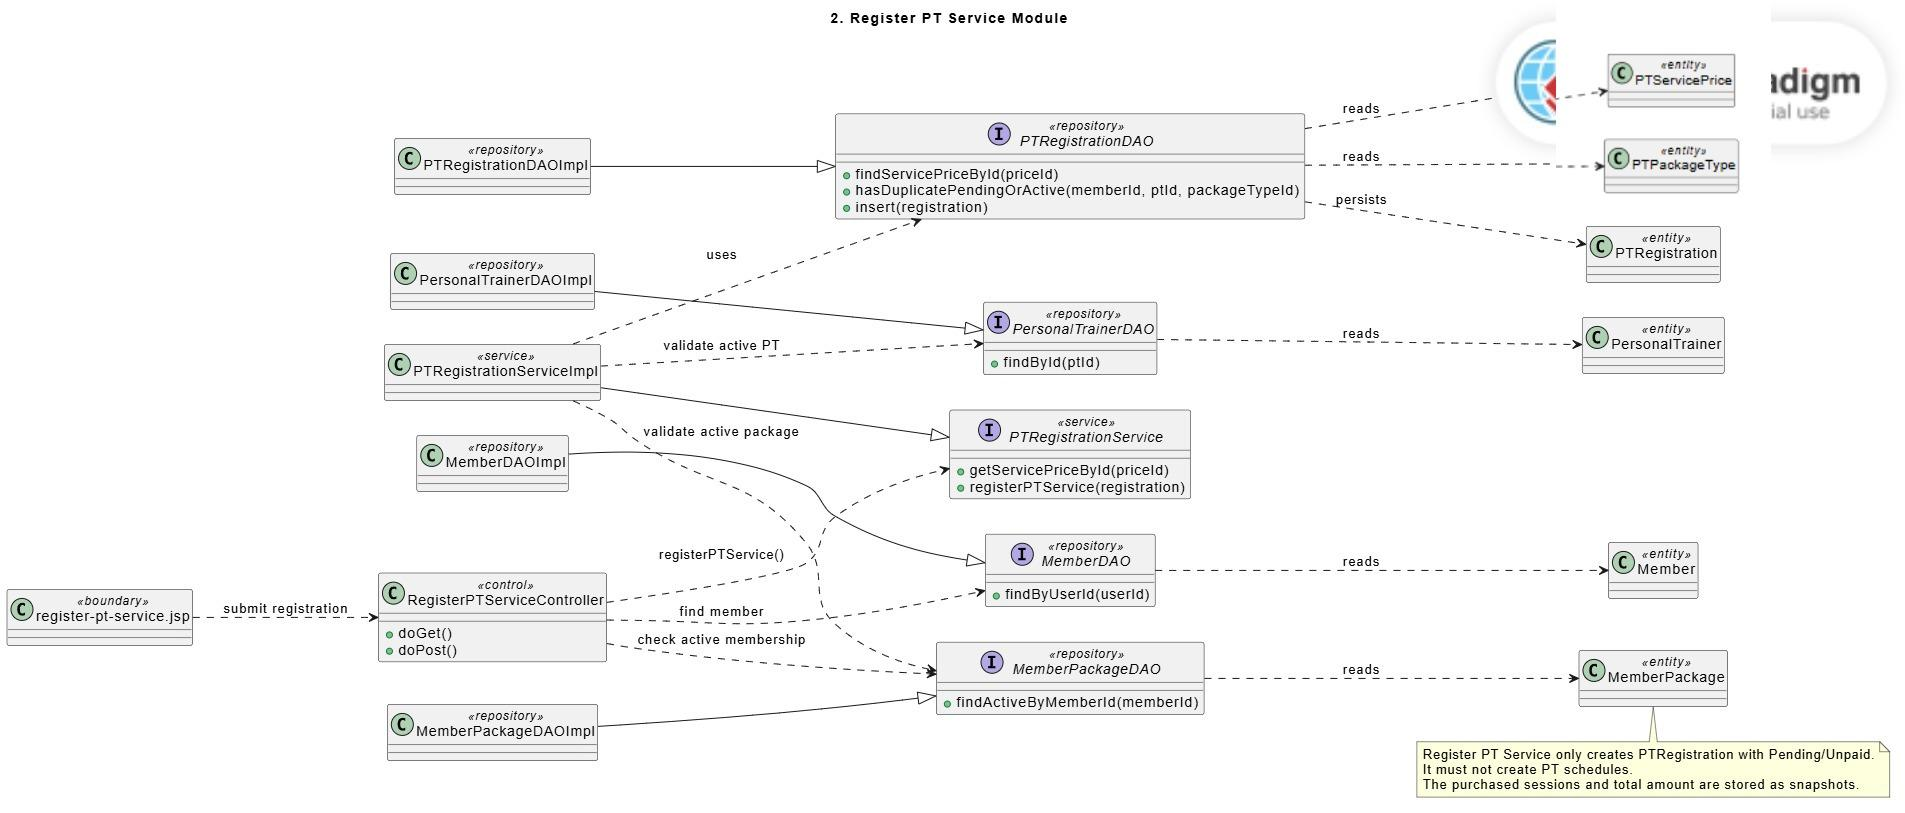 2. Register PT Service Module
«entity»
C PTServicePrice
adigm
ial use
reads
«repository»
I PTRegistrationDAO
findServicePriceById(priceId)
hasDuplicatePendingOrActive(memberId, ptId, packageTypeId)
insert(registration)
«repository»
C PTRegistrationDAOImpl
reads
«entity»
C PTPackageType
persists
«entity»
C PTRegistration
uses
«repository»
C PersonalTrainerDAOImpl
«repository»
I PersonalTrainerDAO
findById(ptId)
reads
«entity»
C PersonalTrainer
validate active PT
«service»
C PTRegistrationServiceImpl
validate active package
«service»
I PTRegistrationService
getServicePriceById(priceId)
registerPTService(registration)
«repository»
C MemberDAOImpl
registerPTService()
«repository»
I MemberDAO
findByUserId(userId)
reads
«entity»
C Member
«boundary»
C register-pt-service.jsp
submit registration
«control»
C RegisterPTServiceController
doGet()
doPost()
find member
check active membership
«repository»
I MemberPackageDAO
findActiveByMemberId(memberId)
reads
«entity»
C MemberPackage
«repository»
C MemberPackageDAOImpl
Register PT Service only creates PTRegistration with Pending/Unpaid.
It must not create PT schedules.
The purchased sessions and total amount are stored as snapshots.